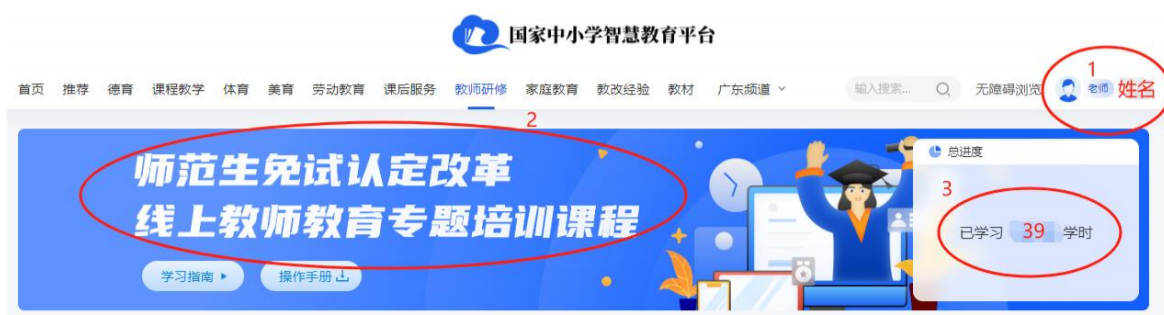 国家中小学智慧教育平台
1
首页 推荐 德育 课程教学 体育 美育 劳动教育 课后服务 教师研修 家庭教育 教改经验 教材 广东频道 输入搜索... 无障碍浏览 老师 姓名
2
师范生免试认定改革
线上教师教育专题培训课程
学习指南 操作手册
总进度
3
已学习 39 学时